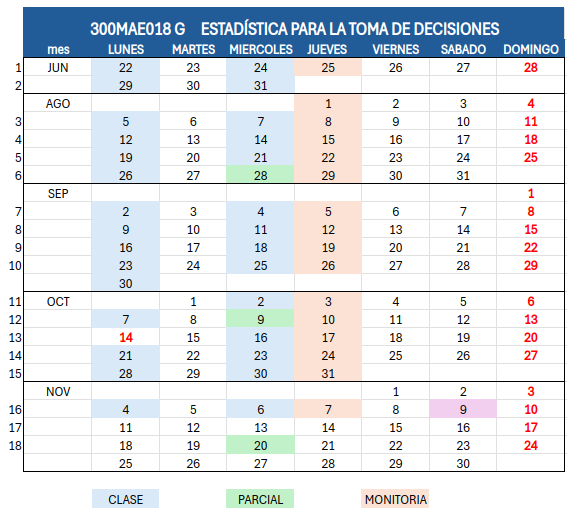 300MAE018 G ESTADÍSTICA PARA LA TOMA DE DECISIONES
mes LUNES MARTES MIERCOLES JUEVES VIERNES SABADO DOMINGO
1 JUN 22 23 24 25 26 27 28
2 29 30 31
AGO 1 2 3 4
3 5 6 7 8 9 10 11
4 12 13 14 15 16 17 18
5 19 20 21 22 23 24 25
6 26 27 28 29 30 31
SEP 1
7 2 3 4 5 6 7 8
8 9 10 11 12 13 14 15
9 16 17 18 19 20 21 22
10 23 24 25 26 27 28 29
30
11 OCT 1 2 3 4 5 6
12 7 8 9 10 11 12 13
13 14 15 16 17 18 19 20
14 21 22 23 24 25 26 27
15 28 29 30 31
NOV 1 2 3
16 4 5 6 7 8 9 10
17 11 12 13 14 15 16 17
18 18 19 20 21 22 23 24
25 26 27 28 29 30
CLASE PARCIAL MONITORIA